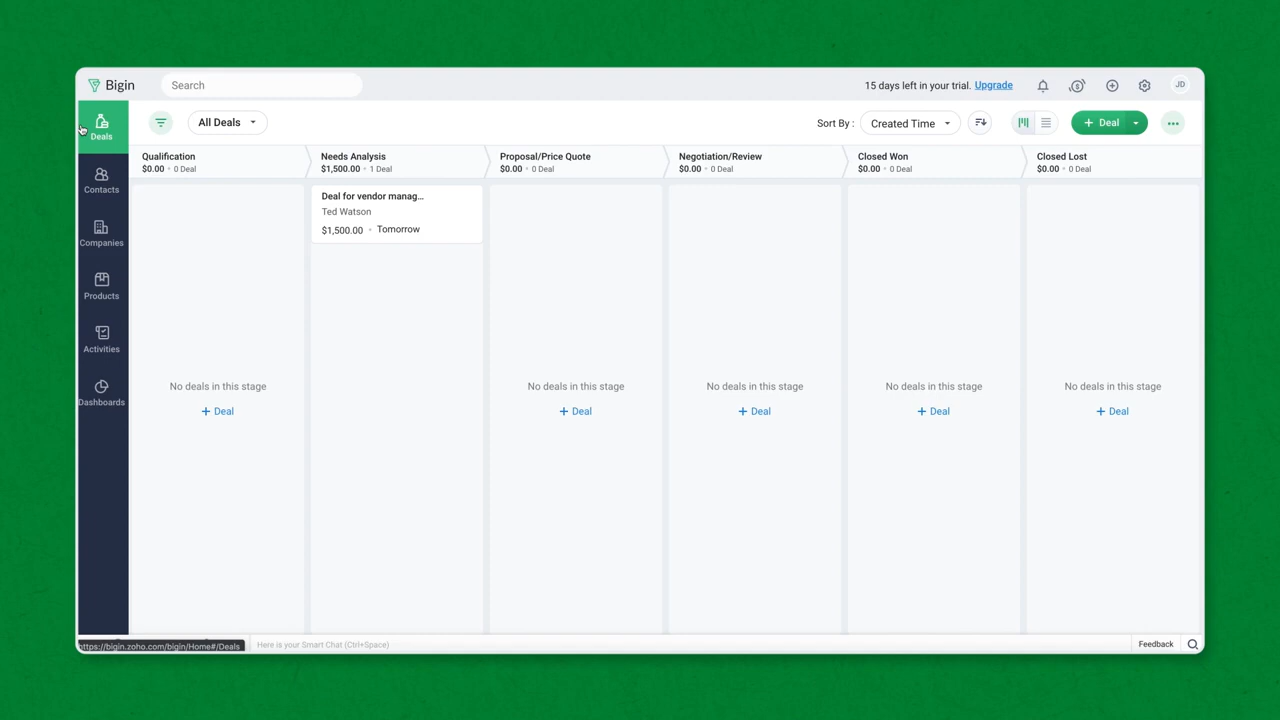 Bigin
Search
15 days left in your trial. Upgrade
JD
Deals
Contacts
Companies
Products
Activities
Dashboards
All Deals
Sort By : Created Time
+ Deal
Qualification
$0.00 • 0 Deal
Needs Analysis
$1,500.00 • 1 Deal
Proposal/Price Quote
$0.00 • 0 Deal
Negotiation/Review
$0.00 • 0 Deal
Closed Won
$0.00 • 0 Deal
Closed Lost
$0.00 • 0 Deal
Deal for vendor manag...
Ted Watson
$1,500.00 • Tomorrow
No deals in this stage
+ Deal
No deals in this stage
+ Deal
No deals in this stage
+ Deal
No deals in this stage
+ Deal
No deals in this stage
+ Deal
https://bigin.zoho.com/bigin/Home#/Deals
Here is your Smart Chat (Ctrl+Space)
Feedback